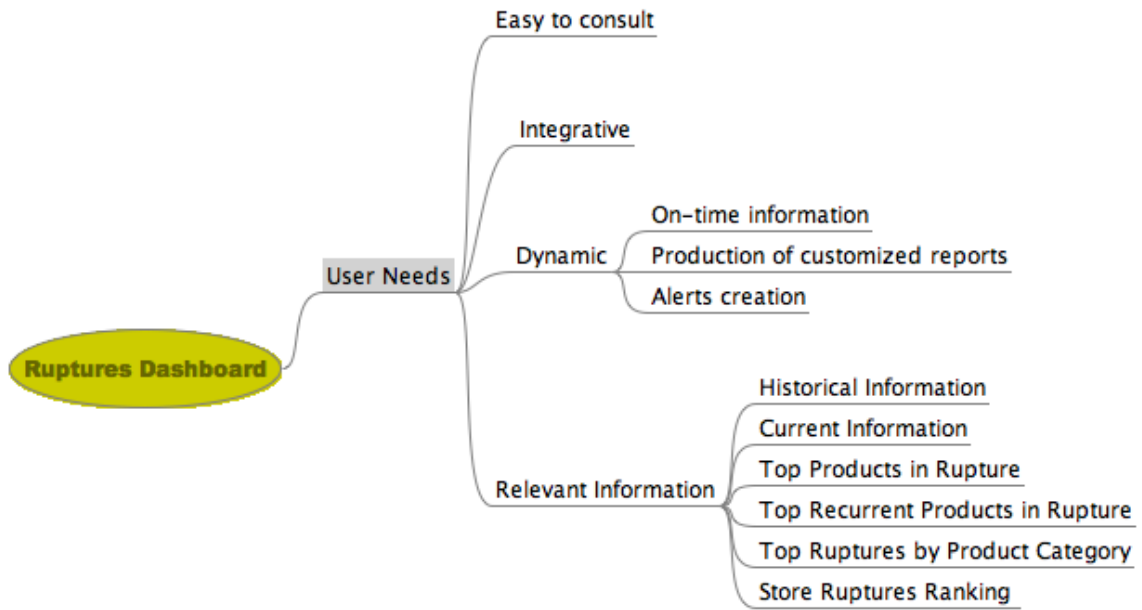 Easy to consult
Integrative
On-time information
Dynamic
Production of customized reports
User Needs
Alerts creation
Ruptures Dashboard
Historical Information
Current Information
Top Products in Rupture
Relevant Information
Top Recurrent Products in Rupture
Top Ruptures by Product Category
Store Ruptures Ranking